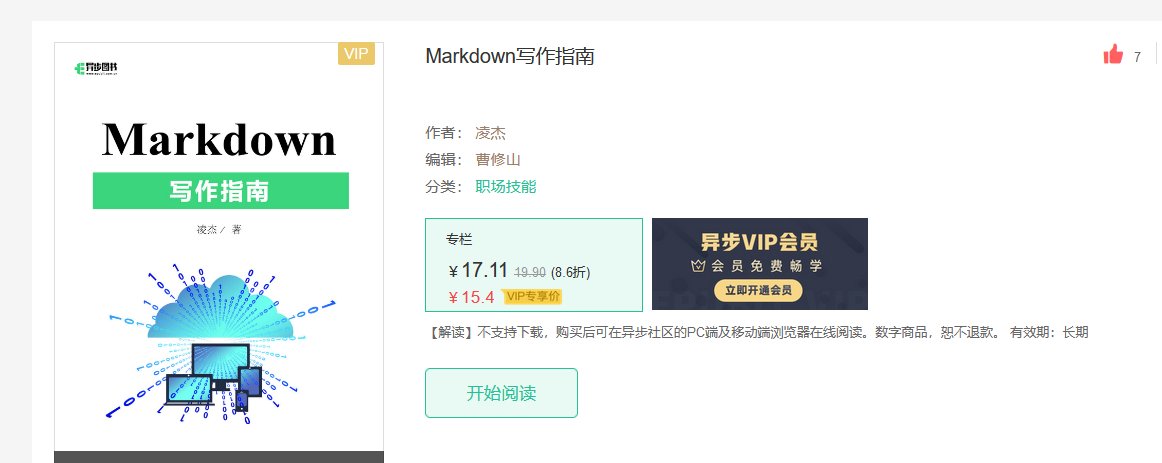 VIP
异步图书
www.epubit.com.cn
Markdown
写作指南
凌杰 / 著
Markdown写作指南
7
作者： 凌杰
编辑： 曹修山
分类： 职场技能
专栏
￥17.11 19.90 (8.6折)
￥15.4 VIP专享价
异步VIP会员
会员免费畅学
立即开通会员
【解读】不支持下载，购买后可在异步社区的PC端及移动端浏览器在线阅读。数字商品，恕不退款。 有效期：长期
开始阅读